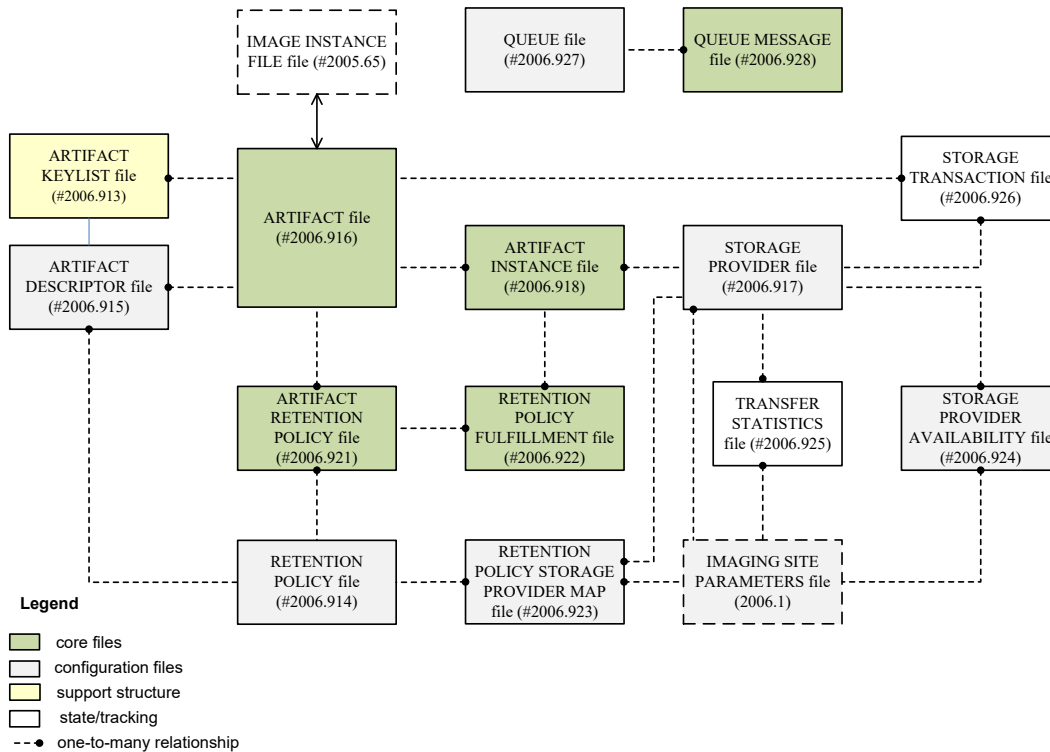 IMAGE INSTANCE
FILE file (#2005.65)
QUEUE file
(#2006.927)
QUEUE MESSAGE
file (#2006.928)
ARTIFACT
KEYLIST file
(#2006.913)
ARTIFACT file
(#2006.916)
STORAGE
TRANSACTION file
(#2006.926)
ARTIFACT
DESCRIPTOR file
(#2006.915)
ARTIFACT
INSTANCE file
(#2006.918)
STORAGE
PROVIDER file
(#2006.917)
ARTIFACT
RETENTION
POLICY file
(#2006.921)
RETENTION
POLICY
FULFILLMENT file
(#2006.922)
TRANSFER
STATISTICS
file (#2006.925)
STORAGE
PROVIDER
AVAILABILITY file
(#2006.924)
RETENTION
POLICY file
(#2006.914)
RETENTION
POLICY STORAGE
PROVIDER MAP
file (#2006.923)
IMAGING SITE
PARAMETERS file
(2006.1)
Legend
core files
configuration files
support structure
state/tracking
one-to-many relationship